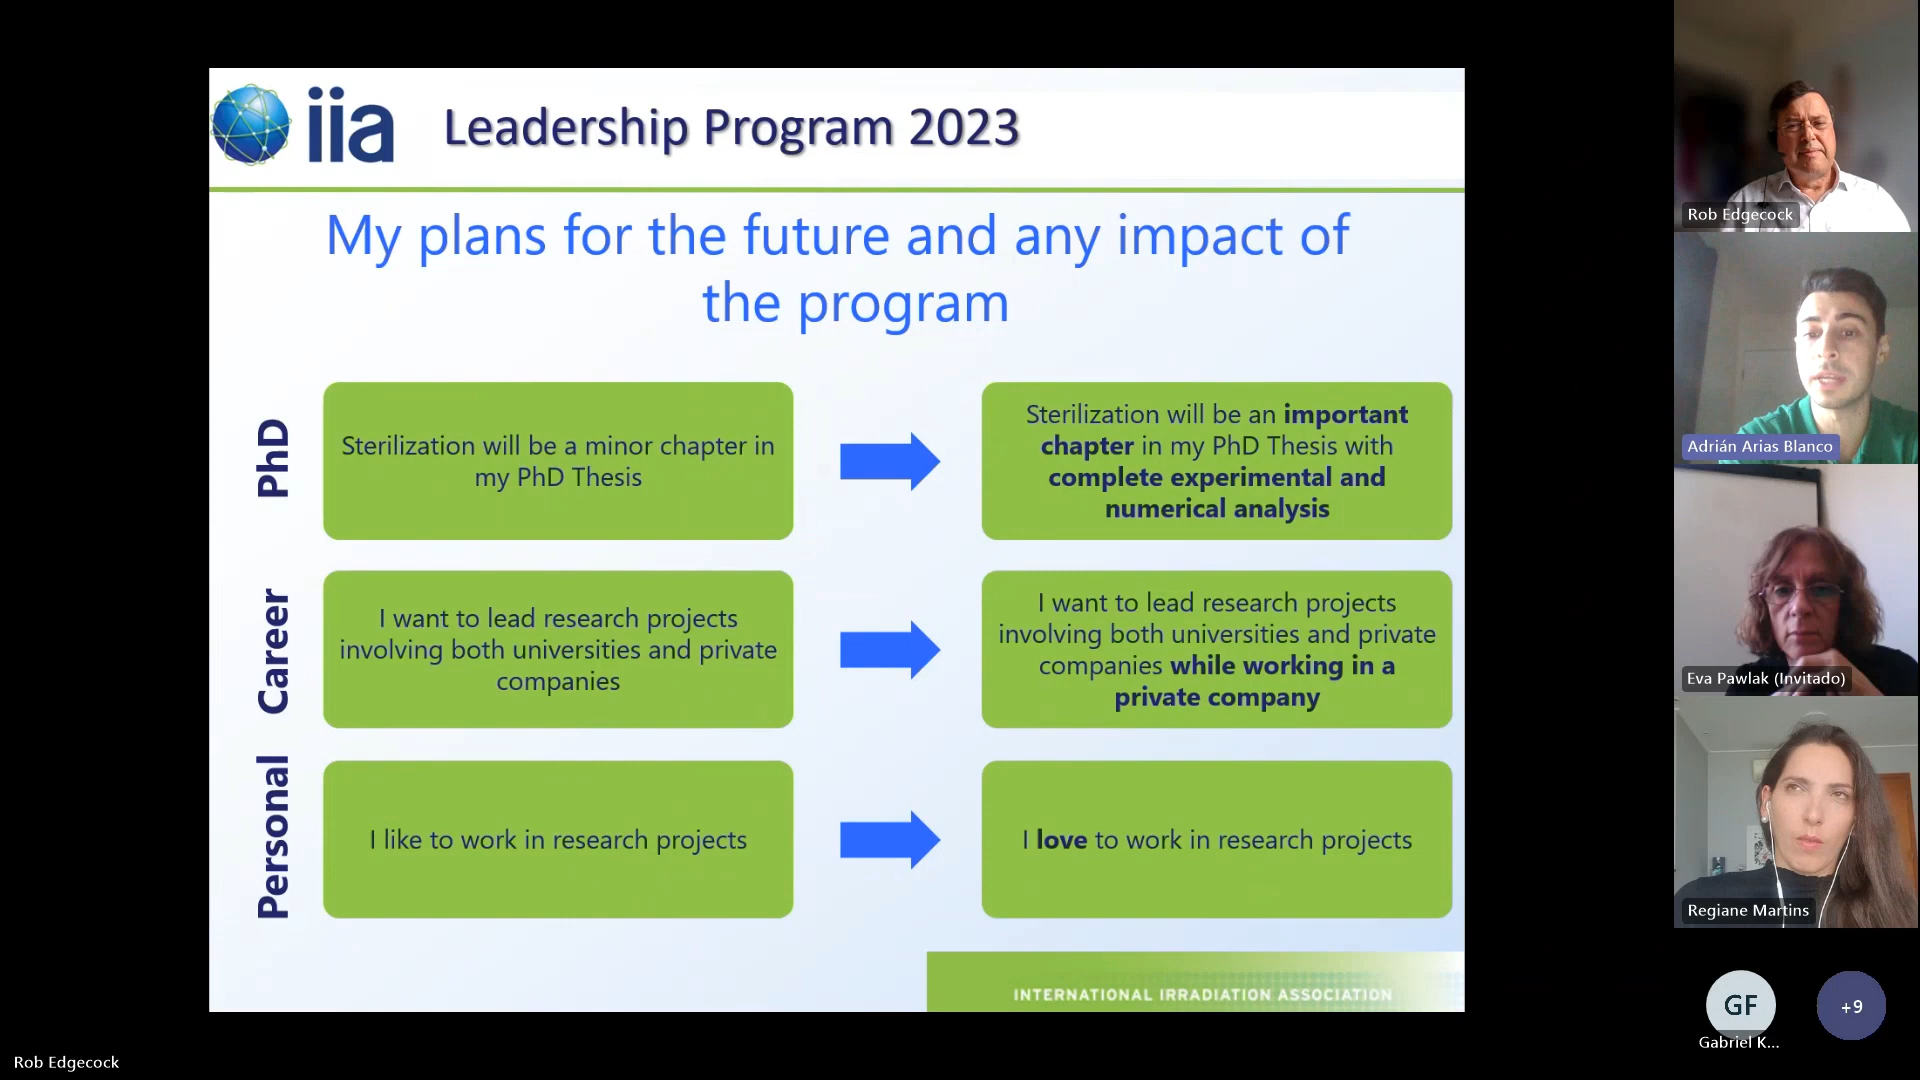 iia
Leadership Program 2023
My plans for the future and any impact of
the program
PhD
Sterilization will be a minor chapter in
my PhD Thesis
Sterilization will be an important
chapter in my PhD Thesis with
complete experimental and
numerical analysis
Career
I want to lead research projects
involving both universities and private
companies
I want to lead research projects
involving both universities and private
companies while working in a
private company
Personal
I like to work in research projects
I love to work in research projects
INTERNATIONAL IRRADIATION ASSOCIATION
Rob Edgecock
Adrián Arias Blanco
Eva Pawlak (Invitado)
Regiane Martins
GF
+9
Gabriel K...
Rob Edgecock